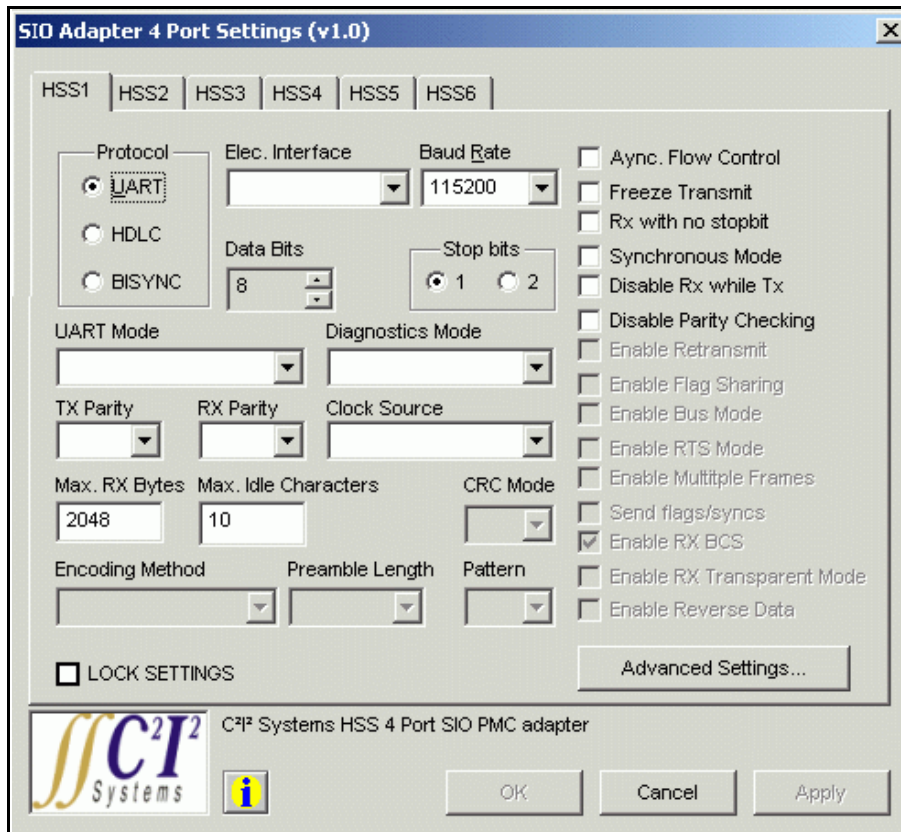 SIO Adapter 4 Port Settings (v1.0)
HSS1 HSS2 HSS3 HSS4 HSS5 HSS6
Protocol Elec. Interface Baud Rate
UART 115200
HDLC
BISYNC
Data Bits Stop bits
8 1 2
UART Mode Diagnostics Mode
TX Parity RX Parity Clock Source
Max. RX Bytes Max. Idle Characters CRC Mode
2048 10
Encoding Method Preamble Length Pattern
LOCK SETTINGS
Aync. Flow Control
Freeze Transmit
Rx with no stopbit
Synchronous Mode
Disable Rx while Tx
Disable Parity Checking
Enable Retransmit
Enable Flag Sharing
Enable Bus Mode
Enable RTS Mode
Enable Multitple Frames
Send flags/syncs
Enable RX BCS
Enable RX Transparent Mode
Enable Reverse Data
Advanced Settings...
C²I² Systems
C²I² Systems HSS 4 Port SIO PMC adapter
i
OK Cancel Apply